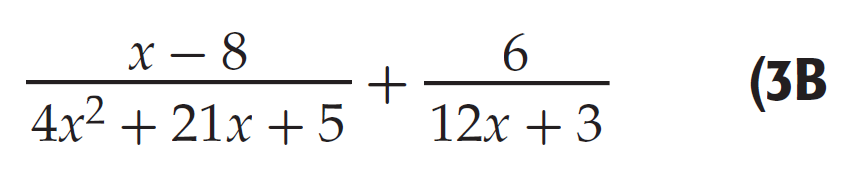 x − 8 / 4x² + 21x + 5 + 6 / 12x + 3 (3B